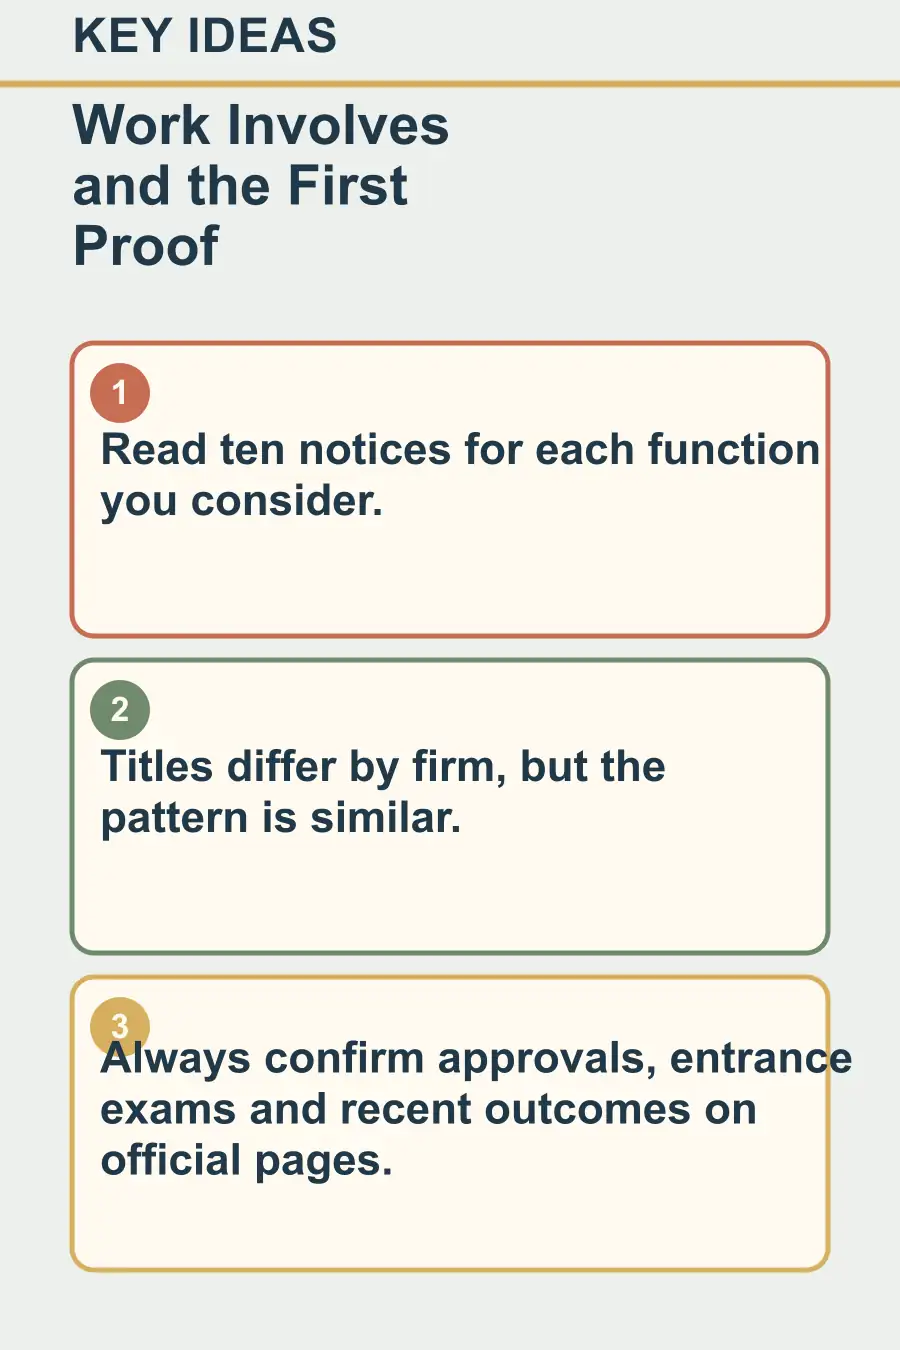 KEY IDEAS
Work Involves
and the First
Proof
1
Read ten notices for each function
you consider.
2
Titles differ by firm, but the
pattern is similar.
3
Always confirm approvals, entrance
exams and recent outcomes on
official pages.